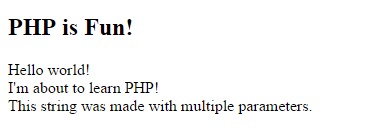 PHP is Fun!
Hello world!
I'm about to learn PHP!
This string was made with multiple parameters.